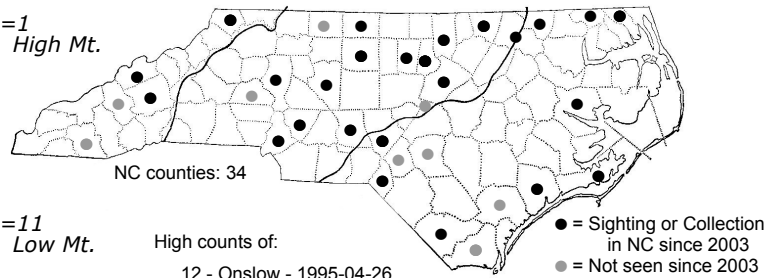 =1
High Mt.
NC counties: 34
=11
Low Mt.
High counts of:
12 - Onslow - 1995-04-26
● = Sighting or Collection
in NC since 2003
● = Not seen since 2003